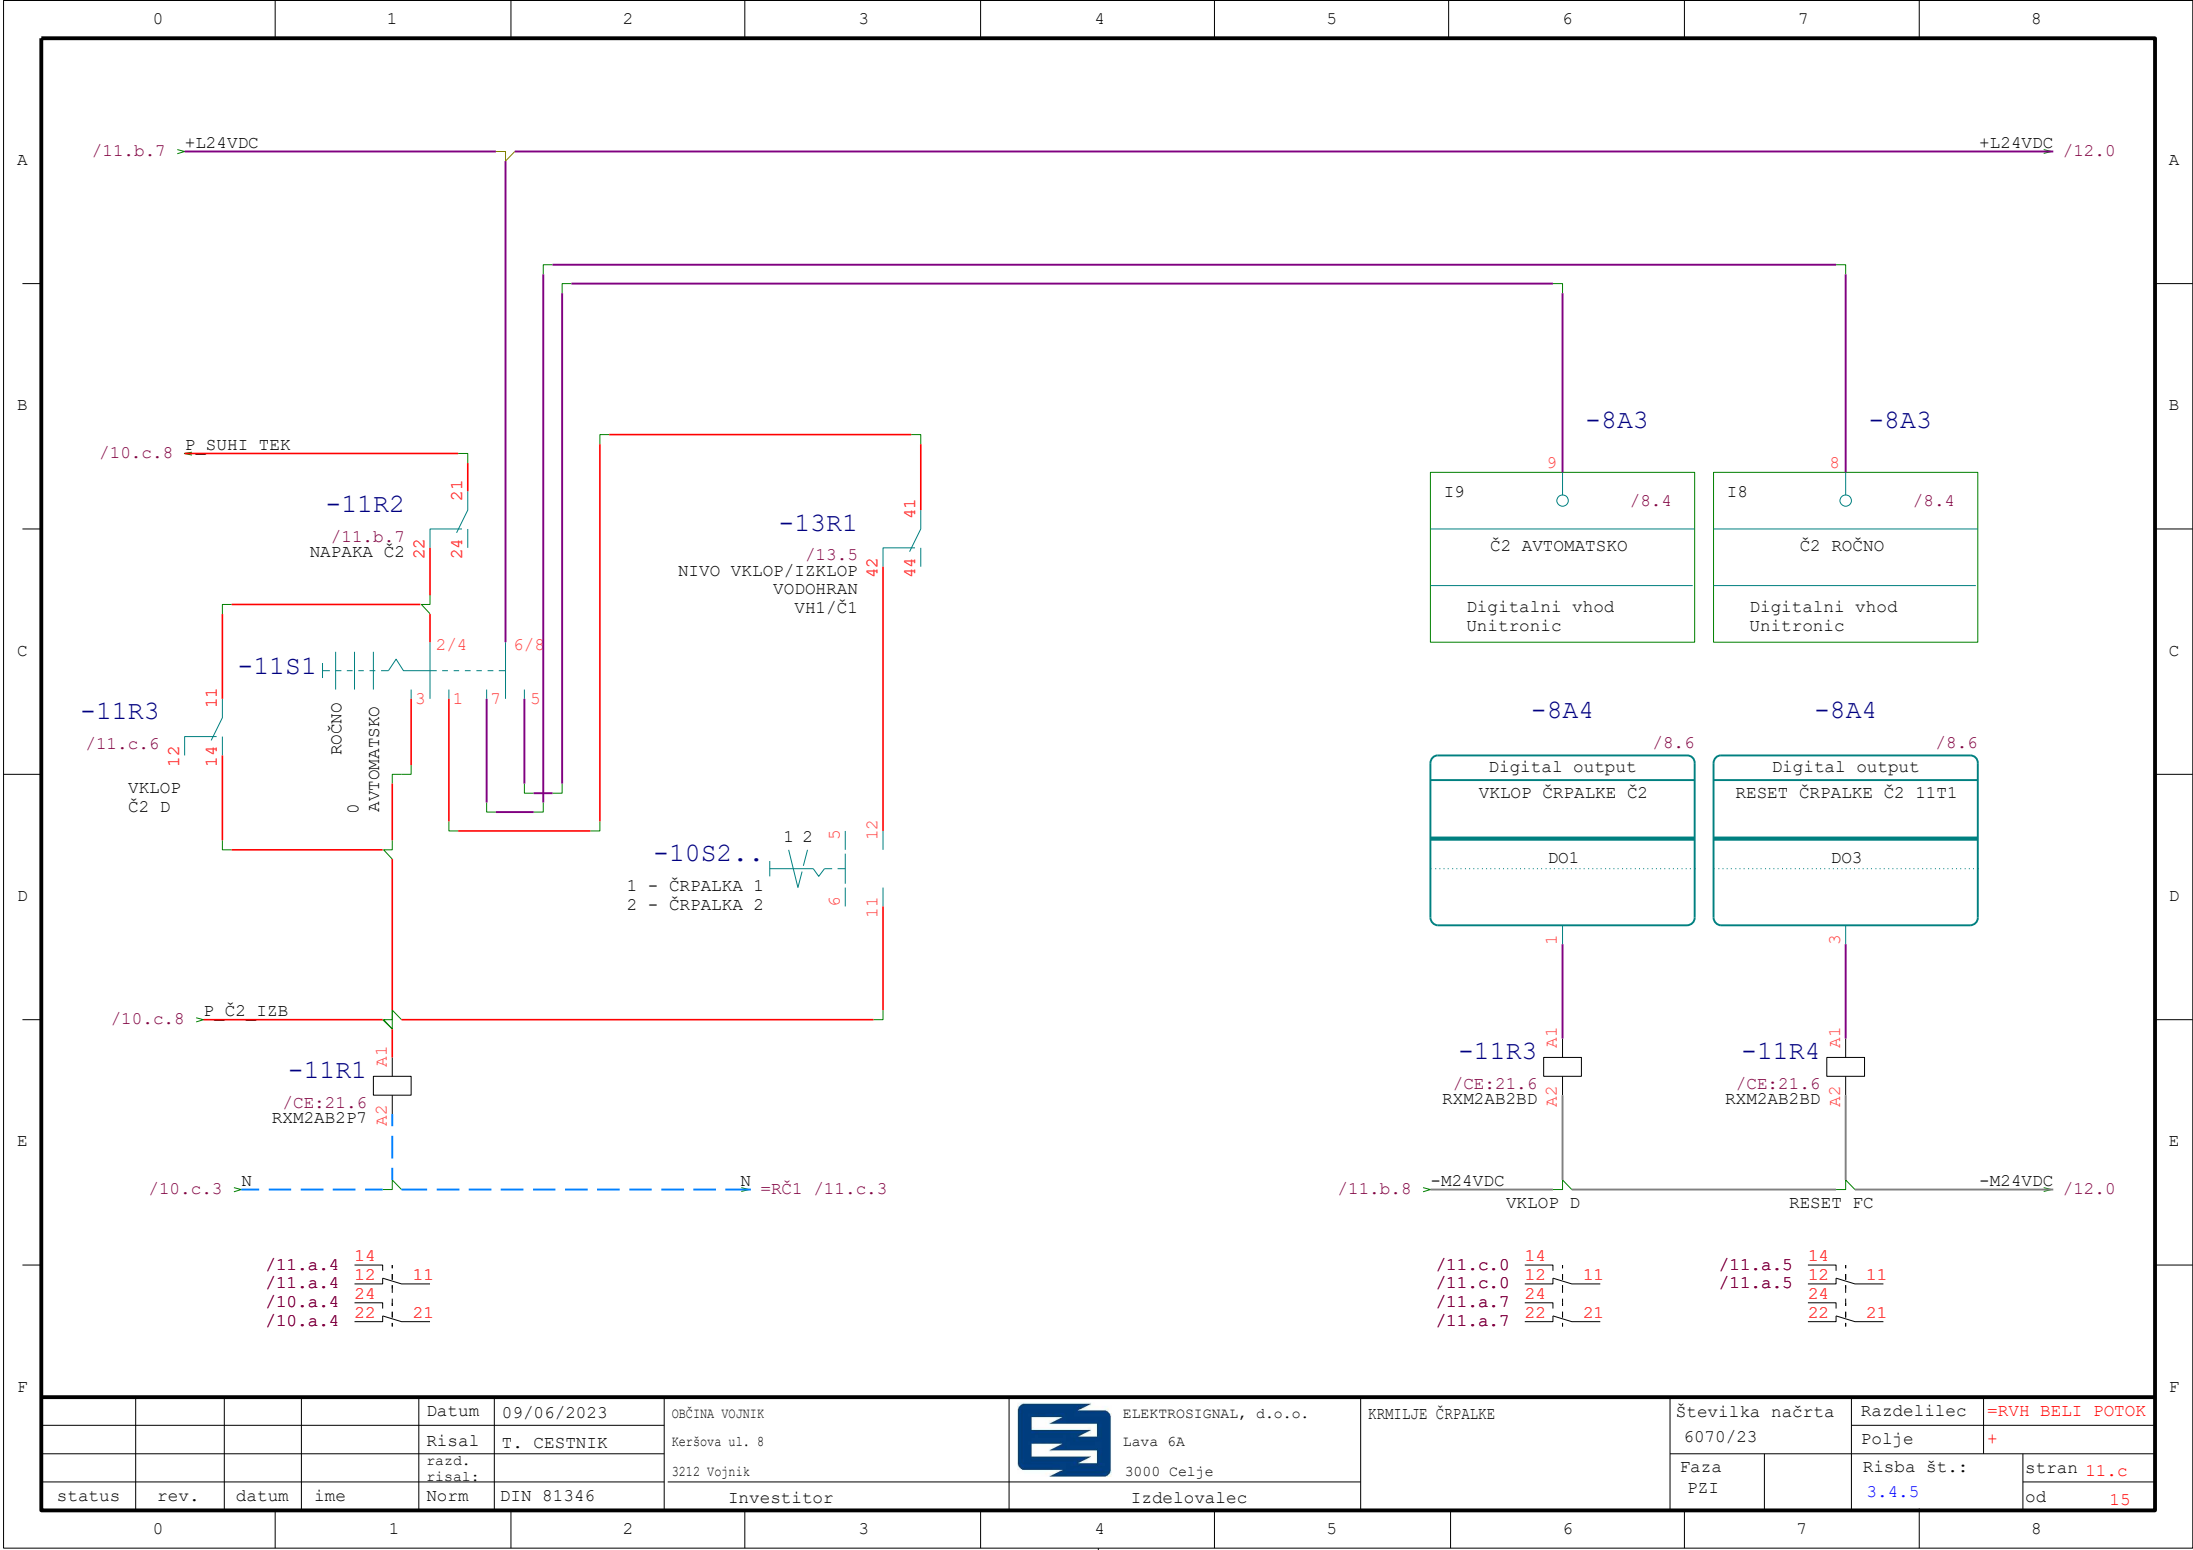 0 1 2 3 4 5 6 7 8
A A
/11.b.7 +L24VDC
+L24VDC /12.0
B B
-8A3
-8A3
/10.c.8 P_SUHI TEK
-11R2
21
/11.b.7
NAPAKA Č2
22 24
-13R1
41
/13.5
NIVO VKLOP/IZKLOP
VODOHRAN
VH1/Č1
42 44
9
I9 /8.4
Č2 AVTOMATSKO
Digitalni vhod
Unitronic
8
I8 /8.4
Č2 ROČNO
Digitalni vhod
Unitronic
C C
2/4 6/8
-11S1
3 1 7 5
ROČNO
0
AVTOMATSKO
-11R3
11
/11.c.6
12 14
VKLOP
Č2 D
-8A4
/8.6
Digital output
VKLOP ČRPALKE Č2
DO1
1
-8A4
/8.6
Digital output
RESET ČRPALKE Č2 11T1
DO3
3
D D
-10S2..
1 2
5 12
1 - ČRPALKA 1
2 - ČRPALKA 2
6 11
/10.c.8 P_Č2_IZB
-11R1
A1
/CE:21.6
RXM2AB2P7
A2
-11R3
A1
/CE:21.6
RXM2AB2BD
A2
-11R4
A1
/CE:21.6
RXM2AB2BD
A2
E E
/10.c.3 N
N =RČ1 /11.c.3
/11.b.8 -M24VDC
VKLOP D
RESET FC
-M24VDC /12.0
/11.a.4 14
/11.a.4 12 11
/10.a.4 24
/10.a.4 22 21
/11.c.0 14
/11.c.0 12 11
/11.a.7 24
/11.a.7 22 21
/11.a.5 14
/11.a.5 12 11
24
22 21
F F
Datum 09/06/2023
Risal T. CESTNIK
razd.
risal:
status rev. datum ime Norm DIN 81346
OBČINA VOJNIK
Keršova ul. 8
3212 Vojnik
Investitor
ELEKTROSIGNAL, d.o.o.
Lava 6A
3000 Celje
Izdelovalec
KRMILJE ČRPALKE
Številka načrta
6070/23
Faza
PZI
Razdelilec =RVH BELI POTOK
Polje +
Risba št.:
3.4.5
stran 11.c
od 15
0 1 2 3 4 5 6 7 8